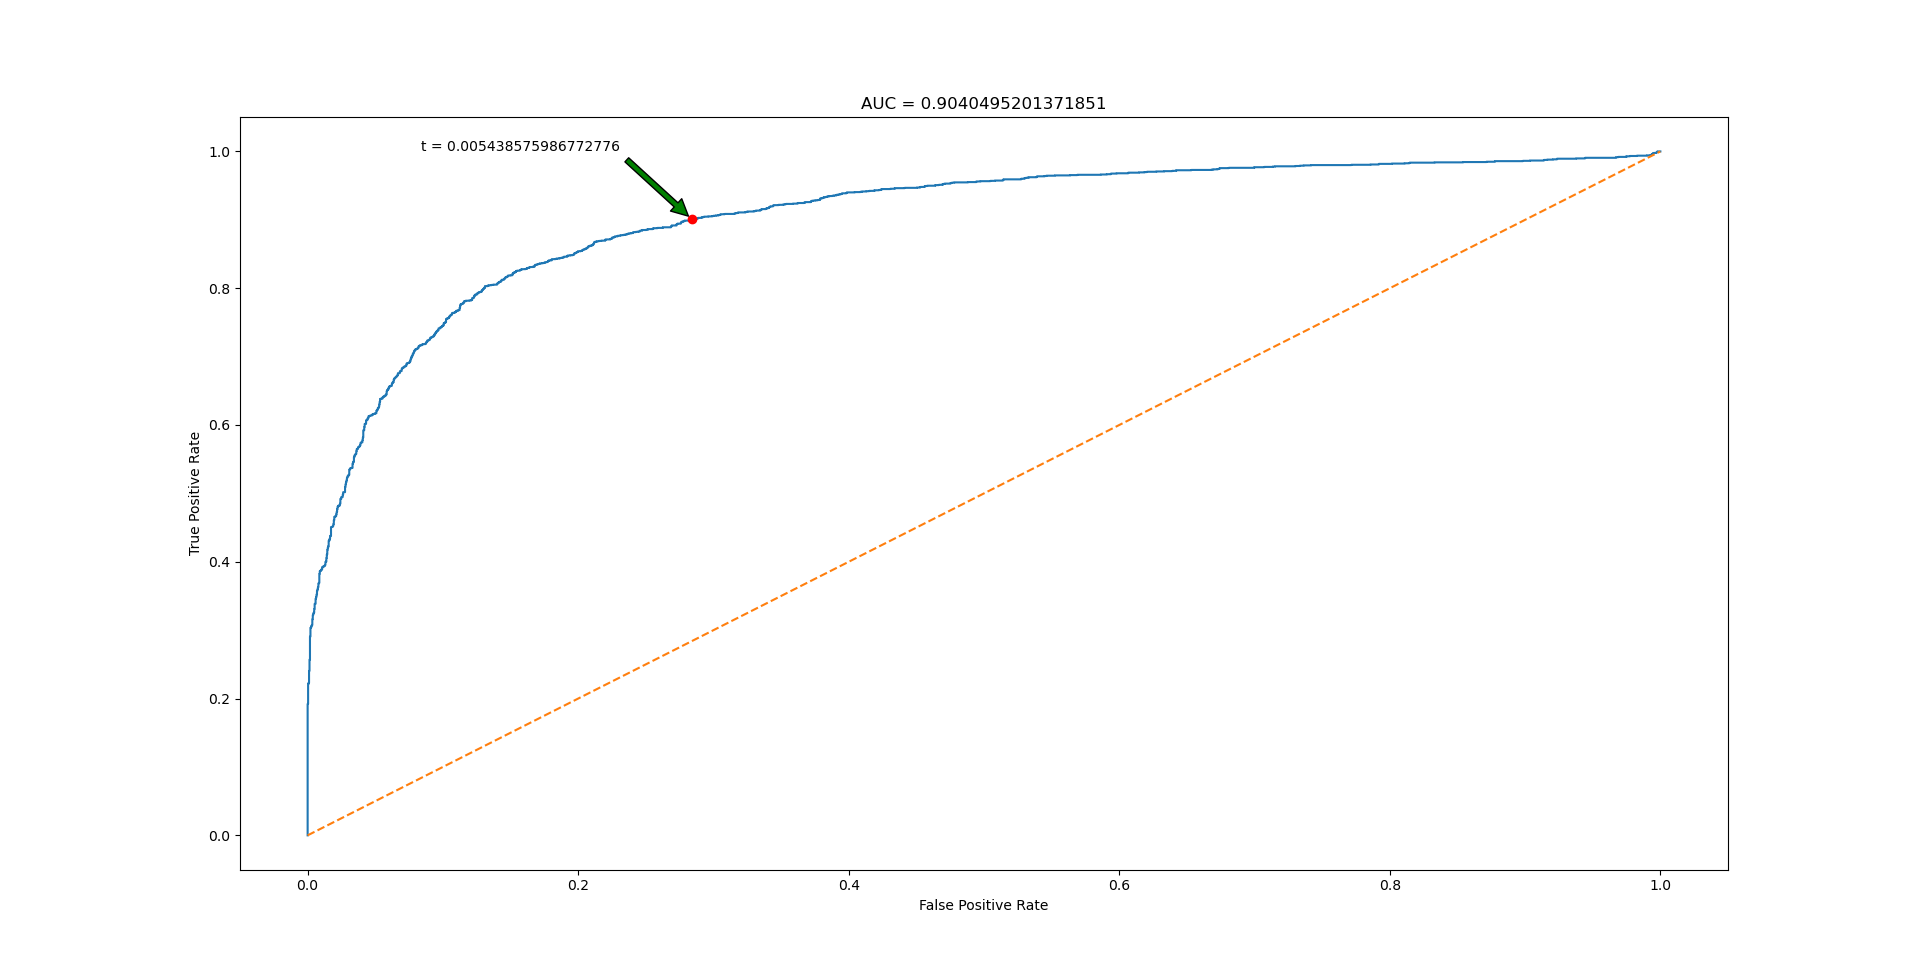 AUC = 0.9040495201371851
t = 0.005438575986772776
1.0
0.8
0.6
0.4
0.2
0.0
True Positive Rate
0.0 0.2 0.4 0.6 0.8 1.0
False Positive Rate